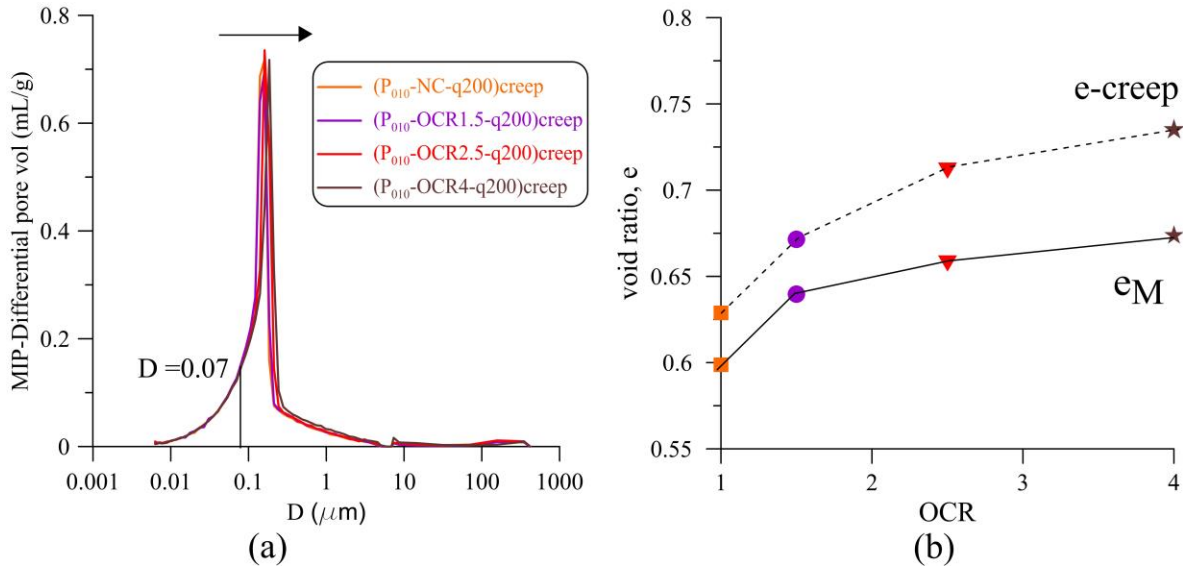 0.8
0.6
0.4
0.2
0
MIP-Differential pore vol (mL/g)
(P₀₁₀-NC-q200)creep
(P₀₁₀-OCR1.5-q200)creep
(P₀₁₀-OCR2.5-q200)creep
(P₀₁₀-OCR4-q200)creep
D =0.07
0.001 0.01 0.1 1 10 100 1000
D (μm)
(a)
0.8
0.75
0.7
0.65
0.6
0.55
void ratio, e
e-creep
eM
1 2 3 4
OCR
(b)